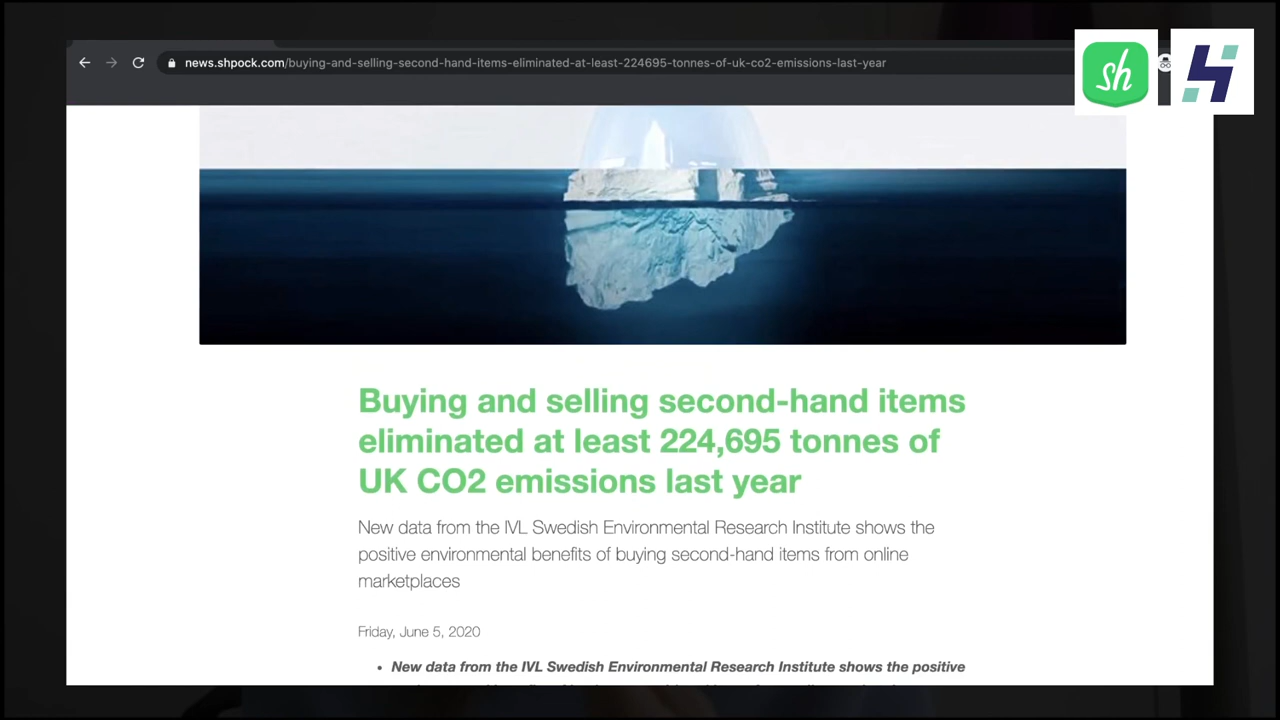 news.shpock.com/buying-and-selling-second-hand-items-eliminated-at-least-224695-tonnes-of-uk-co2-emissions-last-year
sh
Buying and selling second-hand items
eliminated at least 224,695 tonnes of
UK CO2 emissions last year
New data from the IVL Swedish Environmental Research Institute shows the
positive environmental benefits of buying second-hand items from online
marketplaces
Friday, June 5, 2020
• New data from the IVL Swedish Environmental Research Institute shows the positive